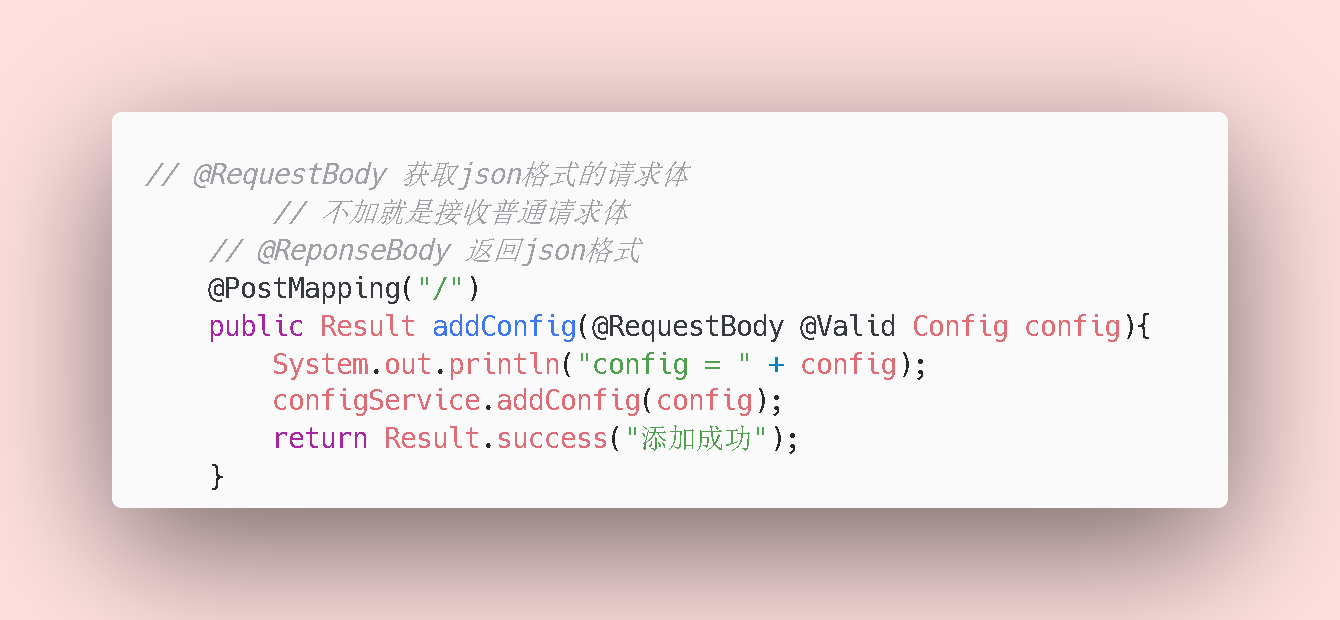 // @RequestBody 获取json格式的请求体
// 不加就是接收普通请求体
// @ReponseBody 返回json格式
@PostMapping("/")
public Result addConfig(@RequestBody @Valid Config config){
System.out.println("config = " + config);
configService.addConfig(config);
return Result.success("添加成功");
}